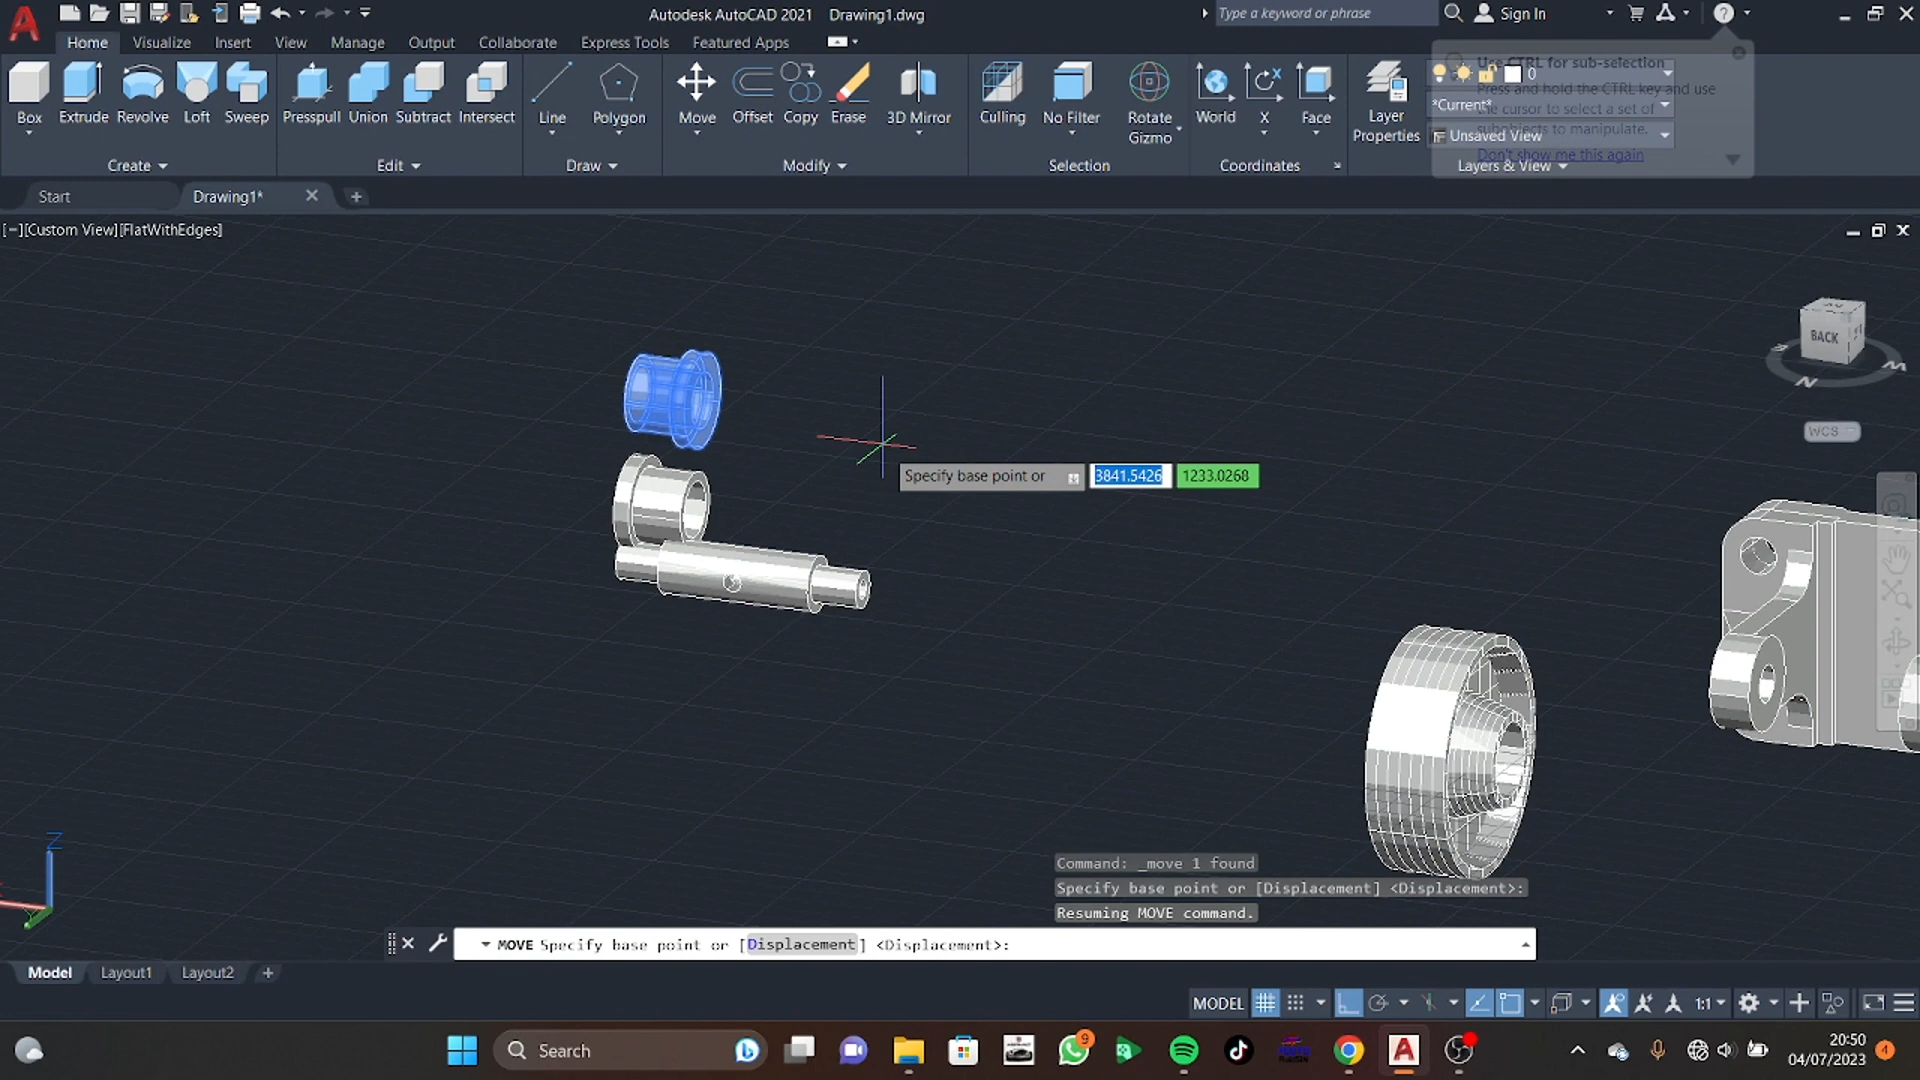 Autodesk AutoCAD 2021 Drawing1.dwg
Type a keyword or phrase
Sign In
Home Visualize Insert View Manage Output Collaborate Express Tools Featured Apps
Box Extrude Revolve Loft Sweep Presspull Union Subtract Intersect Line Polygon Move Offset Copy Erase 3D Mirror Culling No Filter Rotate Gizmo World X Face Layer Properties
Use CTRL for sub-selection
0
Press and hold the CTRL key and use
*Current*
the cursor to select a set of
subobjects to manipulate.
Unsaved View
Don't show me this again
Create Edit Draw Modify Selection Coordinates Layers & View
Start Drawing1*
[−][Custom View][FlatWithEdges]
BACK
N
WCS
Specify base point or 3841.5426 1233.0268
Z
Command: _move 1 found
Specify base point or [Displacement] <Displacement>:
Resuming MOVE command.
MOVE Specify base point or [Displacement] <Displacement>:
Model Layout1 Layout2
MODEL 1:1
Search
9
20:50
04/07/2023
4